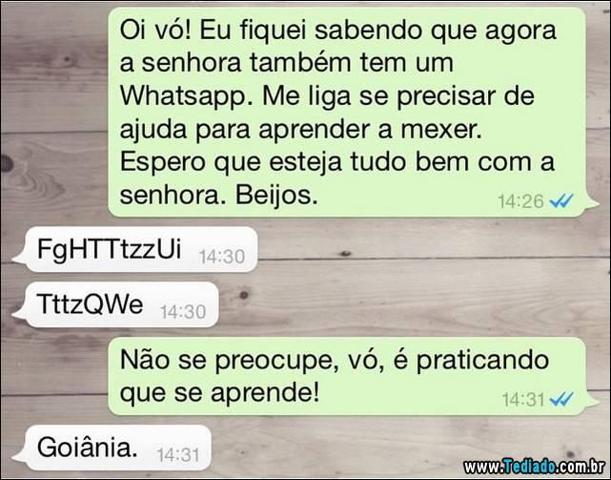 Oi vó! Eu fiquei sabendo que agora
a senhora também tem um
Whatsapp. Me liga se precisar de
ajuda para aprender a mexer.
Espero que esteja tudo bem com a
senhora. Beijos. 14:26
FgHTTtzzUi 14:30
TttzQWe 14:30
Não se preocupe, vó, é praticando
que se aprende! 14:31
Goiânia. 14:31
www.Tediado.com.br